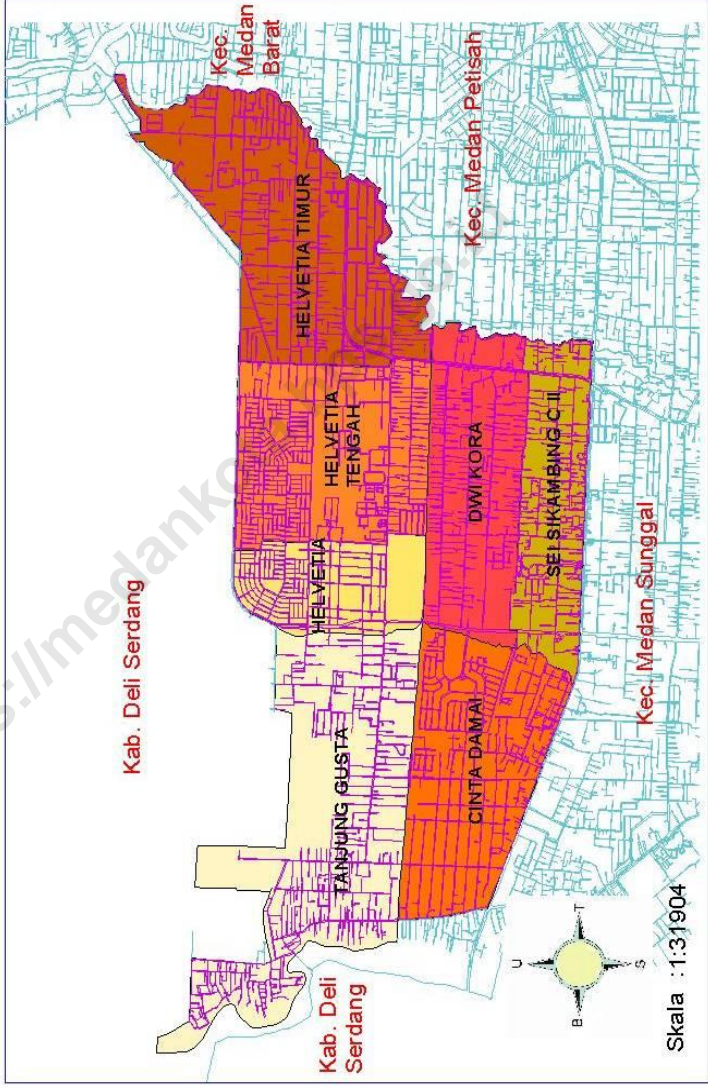 Kec.
Medan
Barat
Kec. Medan Petisah
Kab. Deli Serdang
HELVETIA TIMUR
HELVETIA
TENGAH
HELVETIA
DWI KORA
SEI SIKAMBING C II
TANJUNG GUSTA
CINTA DAMAI
Kec. Medan Sunggal
Kab. Deli
Serdang
U
B
T
S
Skala : 1:31904